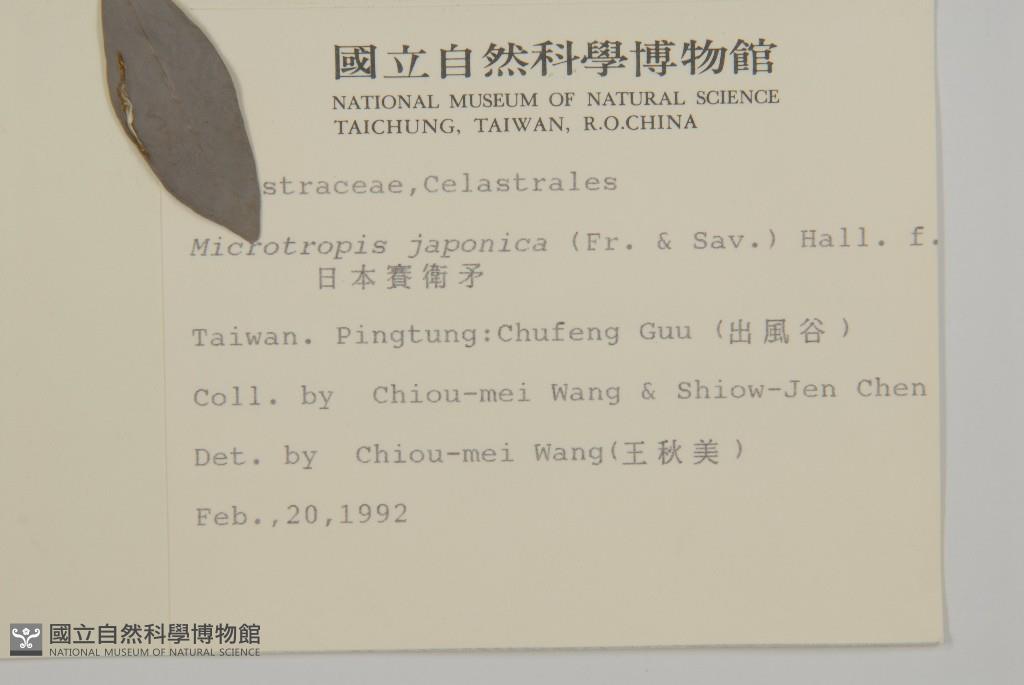 國立自然科學博物館
NATIONAL MUSEUM OF NATURAL SCIENCE
TAICHUNG, TAIWAN, R.O.CHINA
straceae,Celastrales
Microtropis japonica (Fr. & Sav.) Hall. f.
日本賽衛矛
Taiwan. Pingtung:Chufeng Guu (出風谷)
Coll. by Chiou-mei Wang & Shiow-Jen Chen
Det. by Chiou-mei Wang(王秋美)
Feb.,20,1992
國立自然科學博物館
NATIONAL MUSEUM OF NATURAL SCIENCE